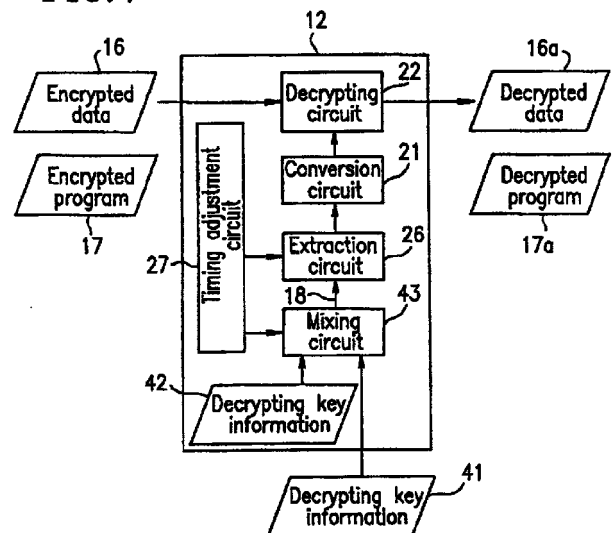 12
16
22
16a
Encrypted
data
Decrypting
circuit
Decrypted
data
Encrypted
program
17
Timing adjustment
circuit
27
Conversion
circuit
21
Decrypted
program
17a
Extraction
circuit
26
18
Mixing
circuit
43
42
Decrypting key
information
Decrypting key
information
41